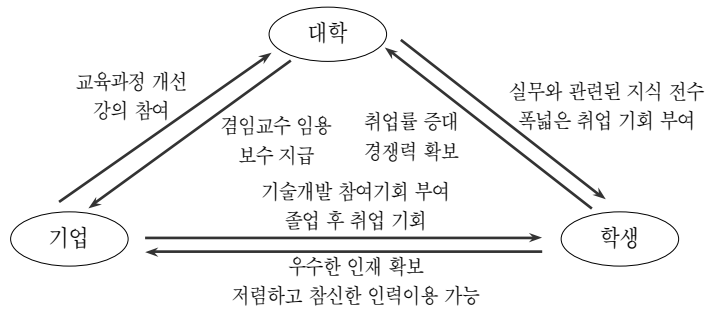 대학
교육과정 개선
강의 참여
겸임교수 임용
보수 지급
취업률 증대
경쟁력 확보
실무와 관련된 지식 전수
폭넓은 취업 기회 부여
기술개발 참여기회 부여
졸업 후 취업 기회
기업
학생
우수한 인재 확보
저렴하고 참신한 인력이용 가능